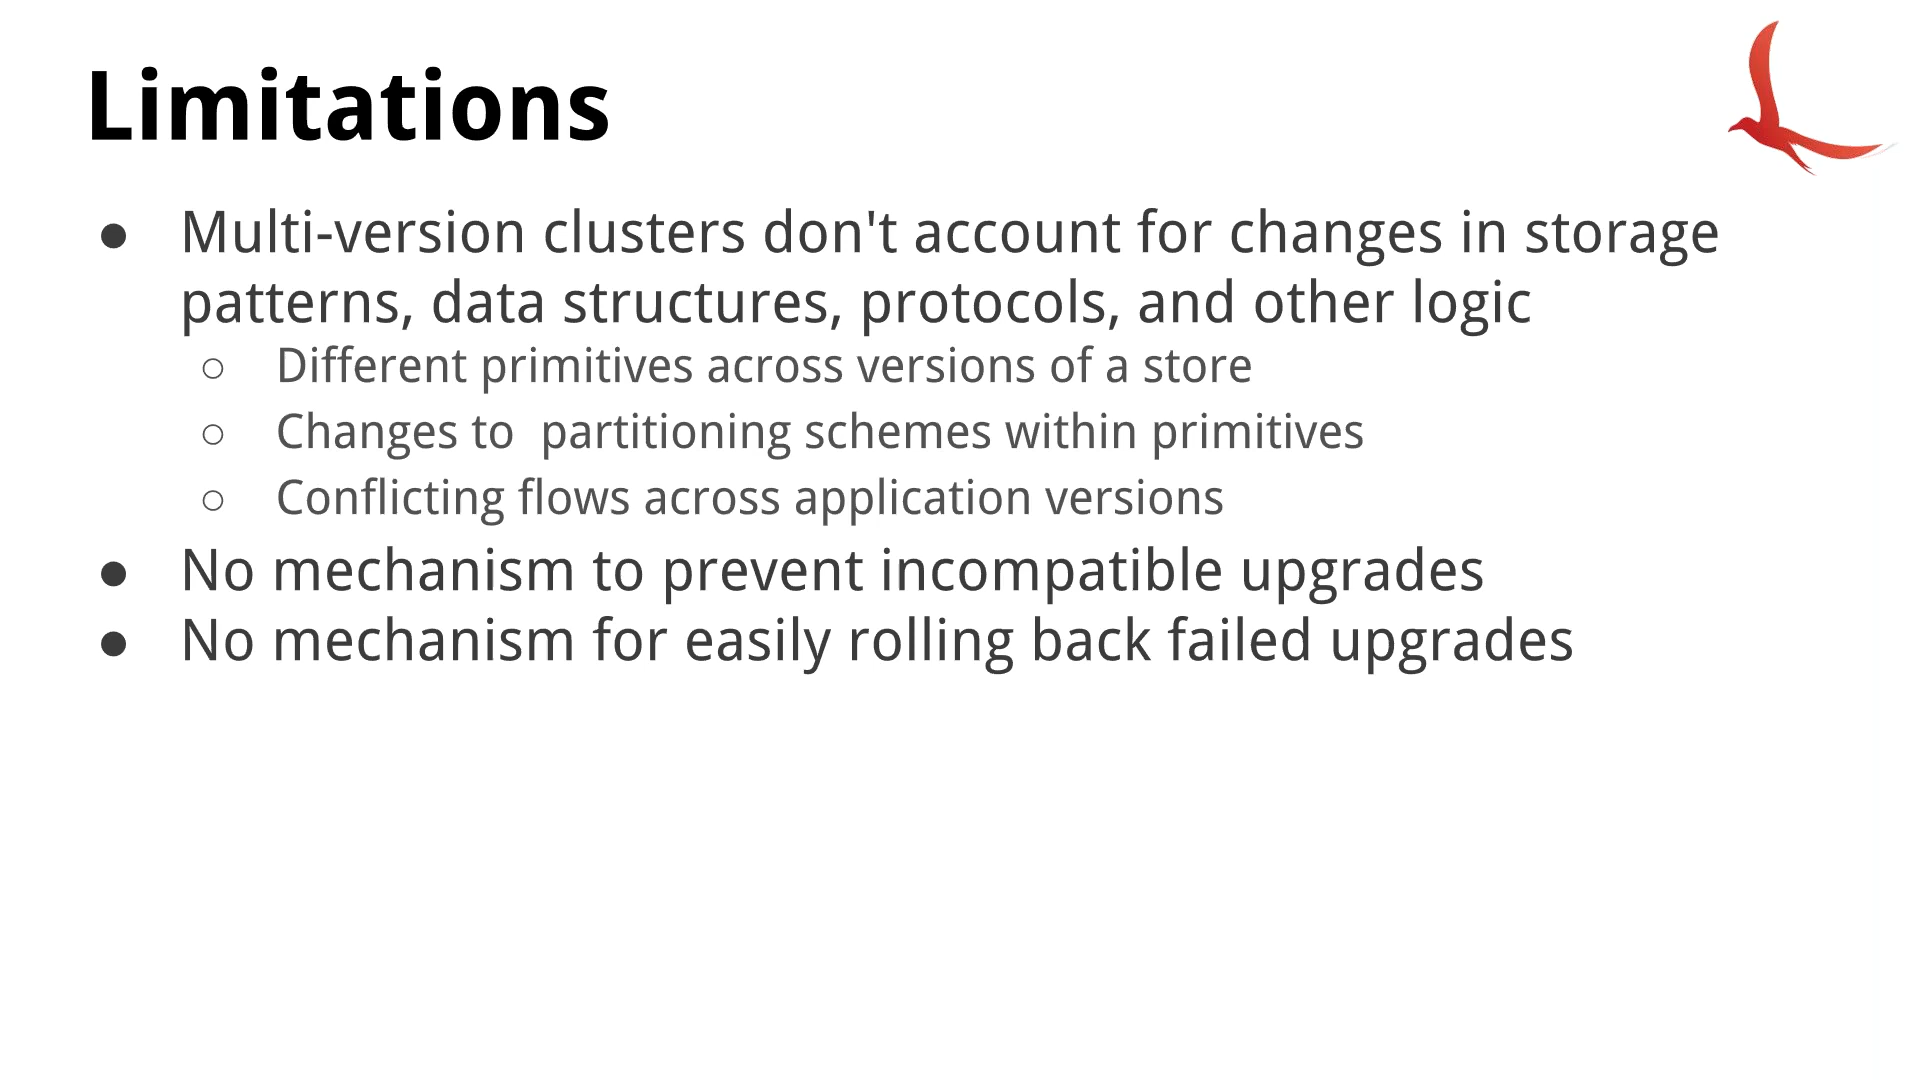 Limitations
● Multi-version clusters don't account for changes in storage
patterns, data structures, protocols, and other logic
○ Different primitives across versions of a store
○ Changes to  partitioning schemes within primitives
○ Conflicting flows across application versions
● No mechanism to prevent incompatible upgrades
● No mechanism for easily rolling back failed upgrades